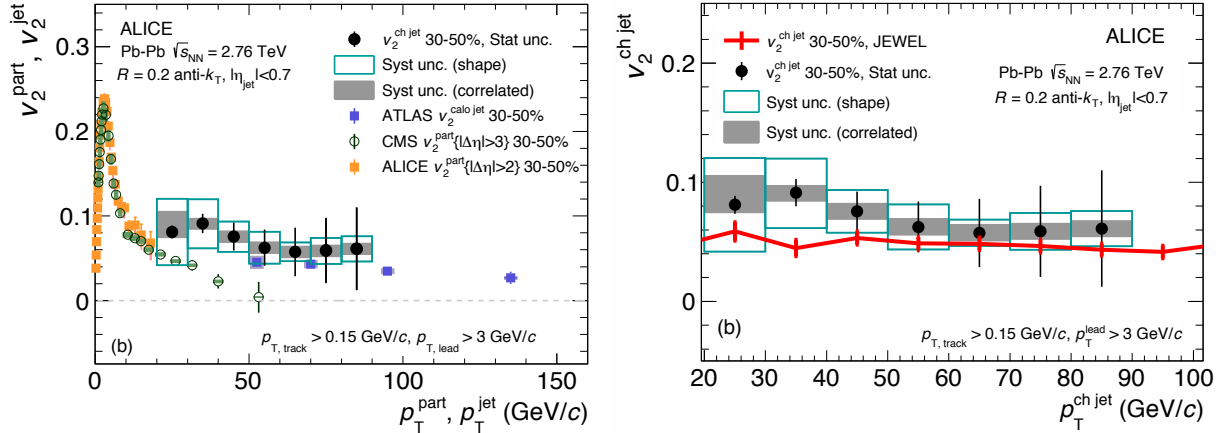 v₂ᵖᵃʳᵗ, v₂ʲᵉᵗ
0.3
0.2
0.1
0
ALICE
Pb-Pb √sNN = 2.76 TeV
R = 0.2 anti-kT, |ηjet|<0.7
v₂ᶜʰ ʲᵉᵗ 30-50%, Stat unc.
Syst unc. (shape)
Syst unc. (correlated)
ATLAS v₂ᶜᵃˡᵒ ʲᵉᵗ 30-50%
CMS v₂ᵖᵃʳᵗ{|Δη|>3} 30-50%
ALICE v₂ᵖᵃʳᵗ{|Δη|>2} 30-50%
(b)
pT, track > 0.15 GeV/c, pT, lead > 3 GeV/c
0 50 100 150
pTᵖᵃʳᵗ, pTʲᵉᵗ (GeV/c)
v₂ᶜʰ ʲᵉᵗ
0.2
0.1
0
v₂ᶜʰ ʲᵉᵗ 30-50%, JEWEL
v₂ᶜʰ ʲᵉᵗ 30-50%, Stat unc.
Syst unc. (shape)
Syst unc. (correlated)
ALICE
Pb-Pb √sNN = 2.76 TeV
R = 0.2 anti-kT, |ηjet|<0.7
(b)
pT, track > 0.15 GeV/c, pTˡᵉᵃᵈ > 3 GeV/c
20 30 40 50 60 70 80 90 100
pTᶜʰ ʲᵉᵗ (GeV/c)